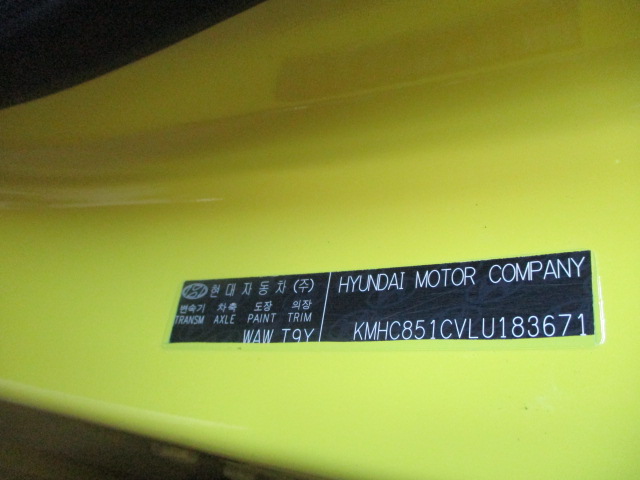 현대자동차(주)
변속기 차축 도장 의장
TRANSM AXLE PAINT TRIM
WAW T9Y
HYUNDAI MOTOR COMPANY
KMHC851CVLU183671